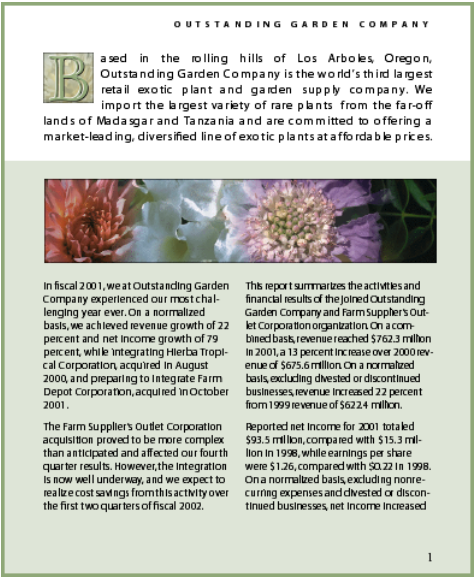 OUTSTANDING GARDEN COMPANY
Based in the rolling hills of Los Arboles, Oregon,
Outstanding Garden Company is the world's third largest
retail exotic plant and garden supply company. We
import the largest variety of rare plants from the far-off
lands of Madasgar and Tanzania and are committed to offering a
market-leading, diversified line of exotic plants at affordable prices.
In fiscal 2001, we at Outstanding Garden
Company experienced our most chal-
lenging year ever. On a normalized
basis, we achieved revenue growth of 22
percent and net income growth of 79
percent, while integrating Hierba Tropi-
cal Corporation, acquired in August
2000, and preparing to integrate Farm
Depot Corporation, acquired in October
2001.
The Farm Supplier's Outlet Corporation
acquisition proved to be more complex
than anticipated and affected our fourth
quarter results. However, the integration
is now well underway, and we expect to
realize cost savings from this activity over
the first two quarters of fiscal 2002.
This report summarizes the activities and
financial results of the joined Outstanding
Garden Company and Farm Supplier's Out-
let Corporation organization. On a com-
bined basis, revenue reached $762.3 million
in 2001, a 13 percent increase over 2000 rev-
enue of $675.6 million. On a normalized
basis, excluding divested or discontinued
businesses, revenue increased 22 percent
from 1999 revenue of $622.4 million.
Reported net income for 2001 totaled
$93.5 million, compared with $15.3 mil-
lion in 1998, while earnings per share
were $1.26, compared with $0.22 in 1998.
On a normalized basis, excluding nonre-
curring expenses and divested or discon-
tinued businesses, net income increased
1